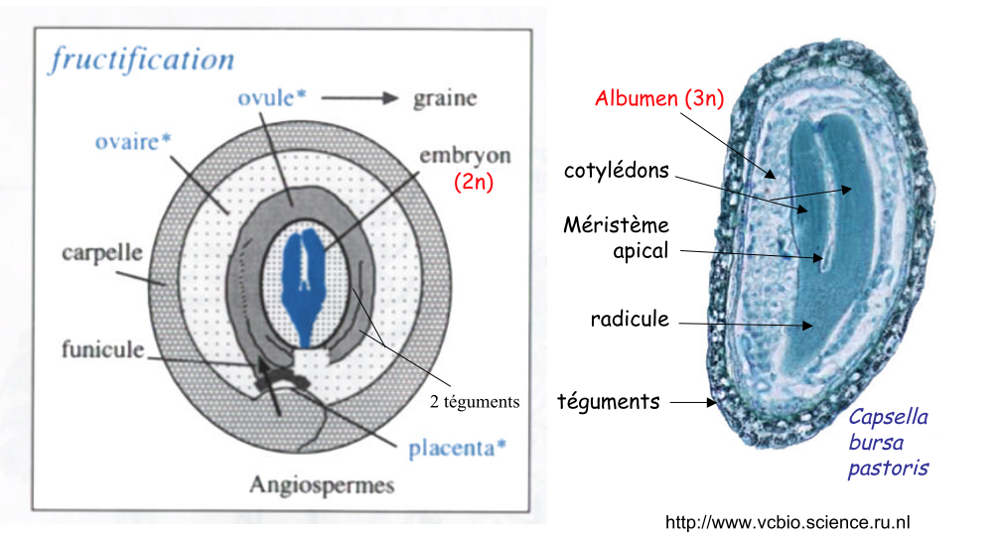 fructification
ovule* → graine
ovaire*
embryon
(2n)
carpelle
funicule
2 téguments
placenta*
Angiospermes
Albumen (3n)
cotylédons
Méristème
apical
radicule
téguments
Capsella
bursa
pastoris
http://www.vcbio.science.ru.nl